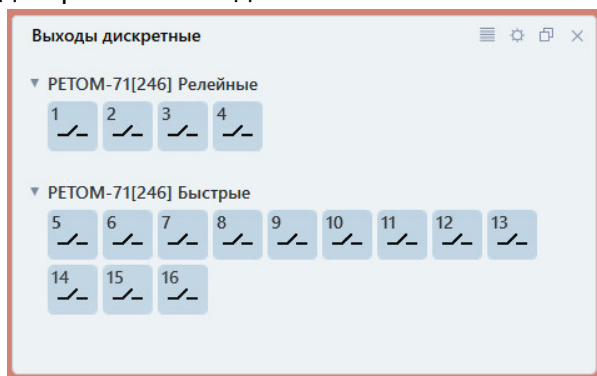 Выходы дискретные
РЕТОМ-71[246] Релейные
1 2 3 4
РЕТОМ-71[246] Быстрые
5 6 7 8 9 10 11 12 13
14 15 16